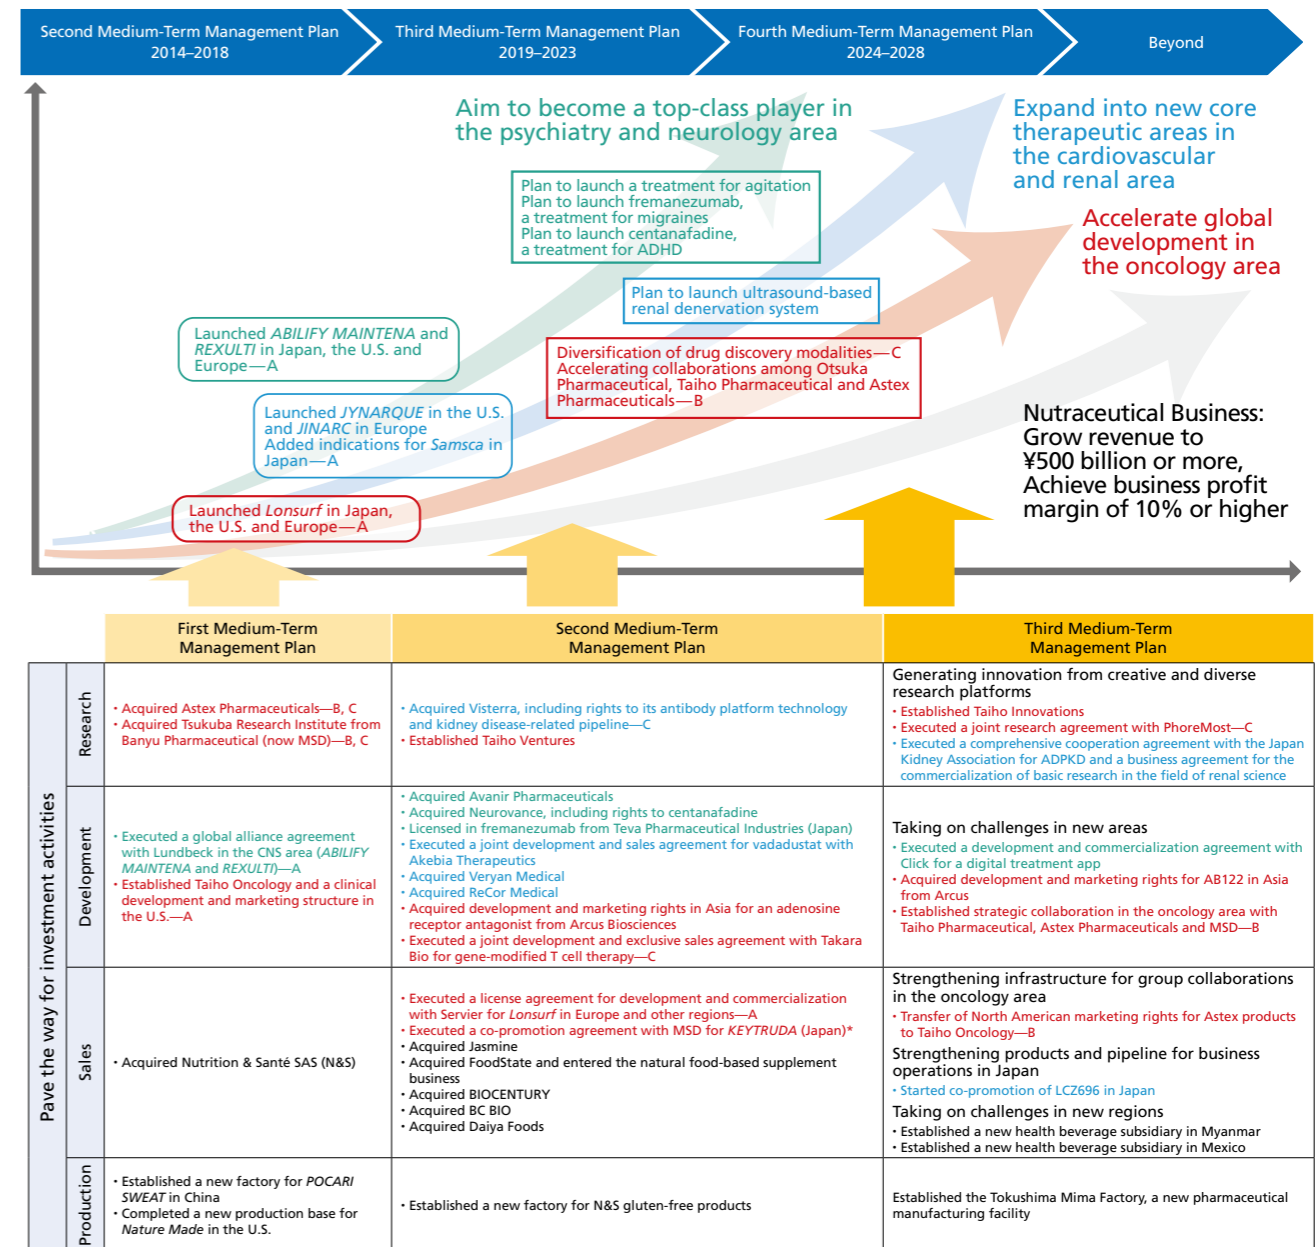 Second Medium-Term Management Plan
2014–2018
Third Medium-Term Management Plan
2019–2023
Fourth Medium-Term Management Plan
2024–2028
Beyond
Aim to become a top-class player in
the psychiatry and neurology area
Expand into new core
therapeutic areas in
the cardiovascular
and renal area
Plan to launch a treatment for agitation
Plan to launch fremanezumab,
a treatment for migraines
Plan to launch centanafadine,
a treatment for ADHD
Accelerate global
development in
the oncology area
Plan to launch ultrasound-based
renal denervation system
Launched ABILIFY MAINTENA and
REXULTI in Japan, the U.S. and
Europe—A
Diversification of drug discovery modalities—C
Accelerating collaborations among Otsuka
Pharmaceutical, Taiho Pharmaceutical and Astex
Pharmaceuticals—B
Launched JYNARQUE in the U.S.
and JINARC in Europe
Added indications for Samsca in
Japan—A
Nutraceutical Business:
Grow revenue to
¥500 billion or more,
Achieve business profit
margin of 10% or higher
Launched Lonsurf in Japan,
the U.S. and Europe—A
First Medium-Term
Management Plan
Second Medium-Term
Management Plan
Third Medium-Term
Management Plan
Pave the way for investment activities
Research
・Acquired Astex Pharmaceuticals—B, C
・Acquired Tsukuba Research Institute from
Banyu Pharmaceutical (now MSD)—B, C
・Acquired Visterra, including rights to its antibody platform technology
and kidney disease-related pipeline—C
・Established Taiho Ventures
Generating innovation from creative and diverse
research platforms
・Established Taiho Innovations
・Executed a joint research agreement with PhoreMost—C
・Executed a comprehensive cooperation agreement with the Japan
Kidney Association for ADPKD and a business agreement for the
commercialization of basic research in the field of renal science
Development
・Executed a global alliance agreement
with Lundbeck in the CNS area (ABILIFY
MAINTENA and REXULTI)—A
・Established Taiho Oncology and a clinical
development and marketing structure in
the U.S.—A
・Acquired Avanir Pharmaceuticals
・Acquired Neurovance, including rights to centanafadine
・Licensed in fremanezumab from Teva Pharmaceutical Industries (Japan)
・Executed a joint development and sales agreement for vadadustat with
Akebia Therapeutics
・Acquired Veryan Medical
・Acquired ReCor Medical
・Acquired development and marketing rights in Asia for an adenosine
receptor antagonist from Arcus Biosciences
・Executed a joint development and exclusive sales agreement with Takara
Bio for gene-modified T cell therapy—C
Taking on challenges in new areas
・Executed a development and commercialization agreement with
Click for a digital treatment app
・Acquired development and marketing rights for AB122 in Asia
from Arcus
・Established strategic collaboration in the oncology area with
Taiho Pharmaceutical, Astex Pharmaceuticals and MSD—B
Sales
・Acquired Nutrition & Santé SAS (N&S)
・Executed a license agreement for development and commercialization
with Servier for Lonsurf in Europe and other regions—A
・Executed a co-promotion agreement with MSD for KEYTRUDA (Japan)*
・Acquired Jasmine
・Acquired FoodState and entered the natural food-based supplement
business
・Acquired BIOCENTURY
・Acquired BC BIO
・Acquired Daiya Foods
Strengthening infrastructure for group collaborations
in the oncology area
・Transfer of North American marketing rights for Astex products
to Taiho Oncology—B
Strengthening products and pipeline for business
operations in Japan
・Started co-promotion of LCZ696 in Japan
Taking on challenges in new regions
・Established a new health beverage subsidiary in Myanmar
・Established a new health beverage subsidiary in Mexico
Production
・Established a new factory for POCARI
SWEAT in China
・Completed a new production base for
Nature Made in the U.S.
・Established a new factory for N&S gluten-free products
Established the Tokushima Mima Factory, a new pharmaceutical
manufacturing facility